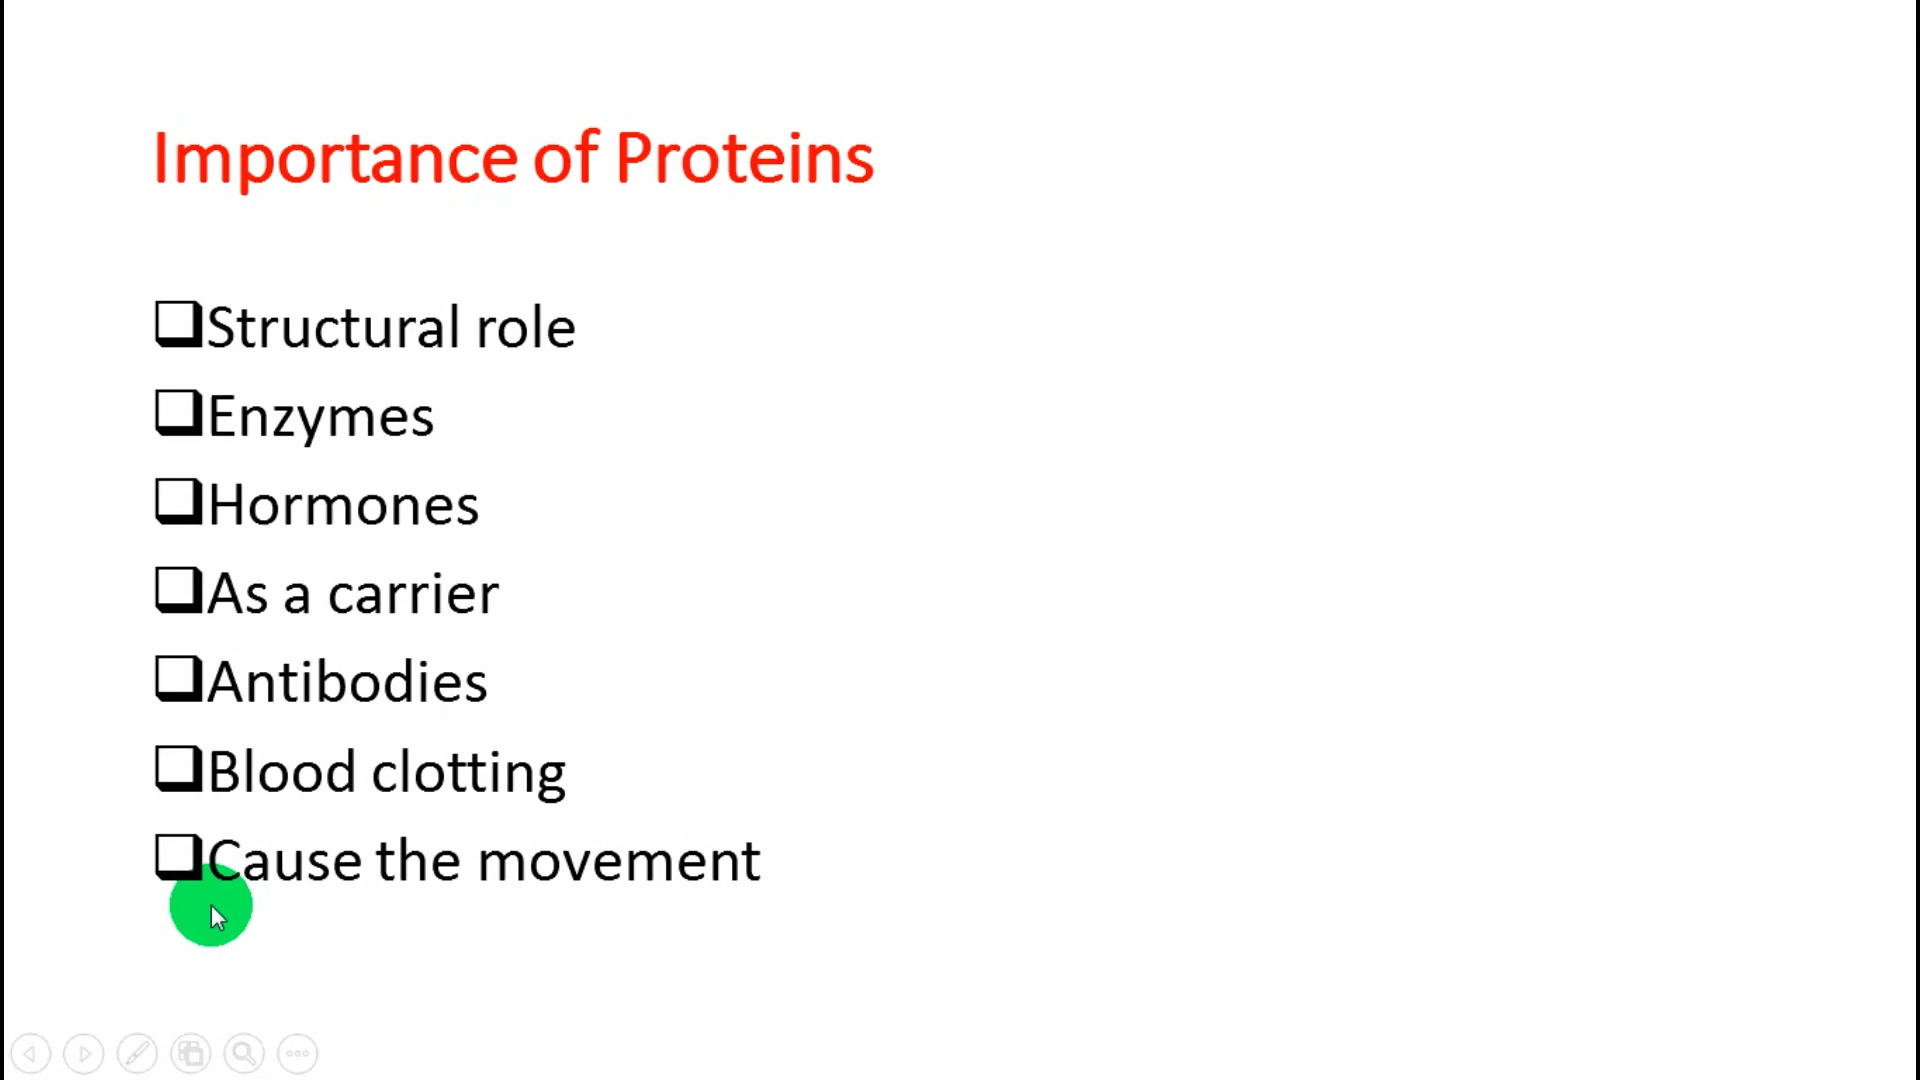 Importance of Proteins
Structural role
Enzymes
Hormones
As a carrier
Antibodies
Blood clotting
Cause the movement